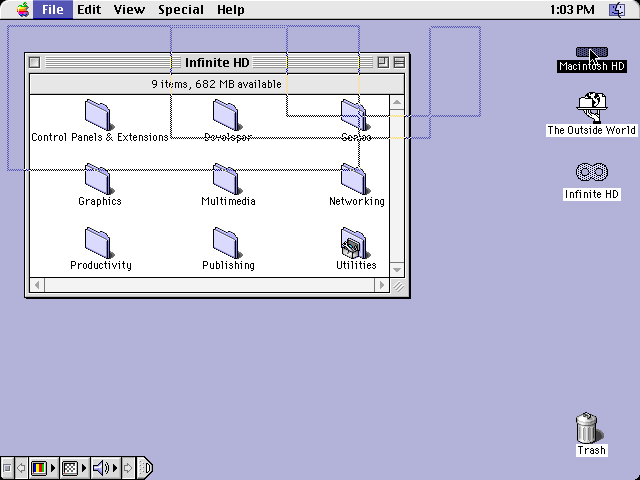 File Edit View Special Help 1:03 PM
Infinite HD
9 items, 682 MB available
Control Panels & Extensions Developer Games
Graphics Multimedia Networking
Productivity Publishing Utilities
Macintosh HD
The Outside World
Infinite HD
Trash